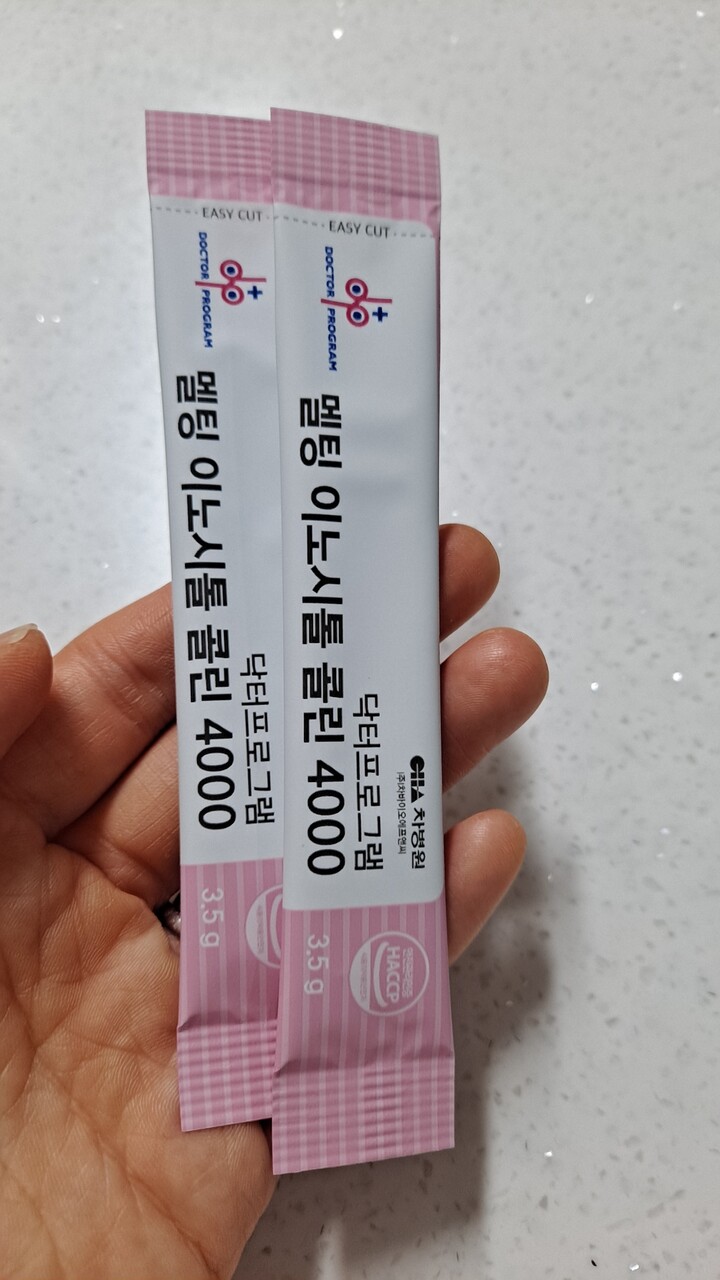 EASY CUT
DOCTOR PROGRAM
닥터프로그램
멜팅 이노시톨 콜린 4000
3.5 g
EASY CUT
DOCTOR PROGRAM
CHA 차병원
(주)차바이오에프앤씨
닥터프로그램
멜팅 이노시톨 콜린 4000
HACCP
3.5 g